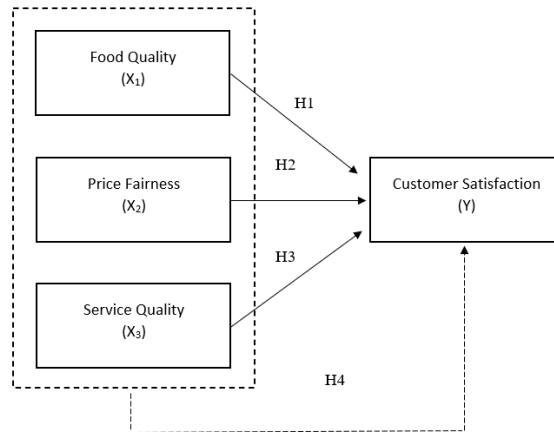 Food Quality
(X₁)
H1
Price Fairness
(X₂)
H2
Customer Satisfaction
(Y)
Service Quality
(X₃)
H3
H4